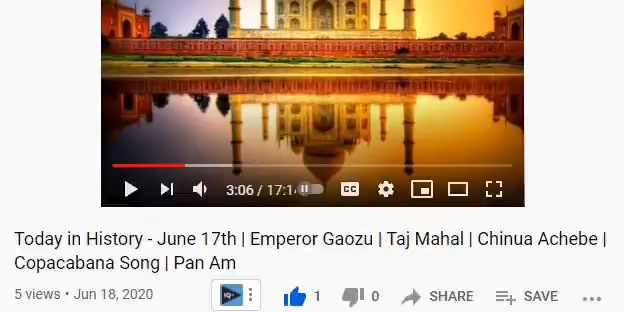 3:06 / 17:1
CC
Today in History - June 17th | Emperor Gaozu | Taj Mahal | Chinua Achebe |
Copacabana Song | Pan Am
5 views • Jun 18, 2020
1
0
SHARE
SAVE